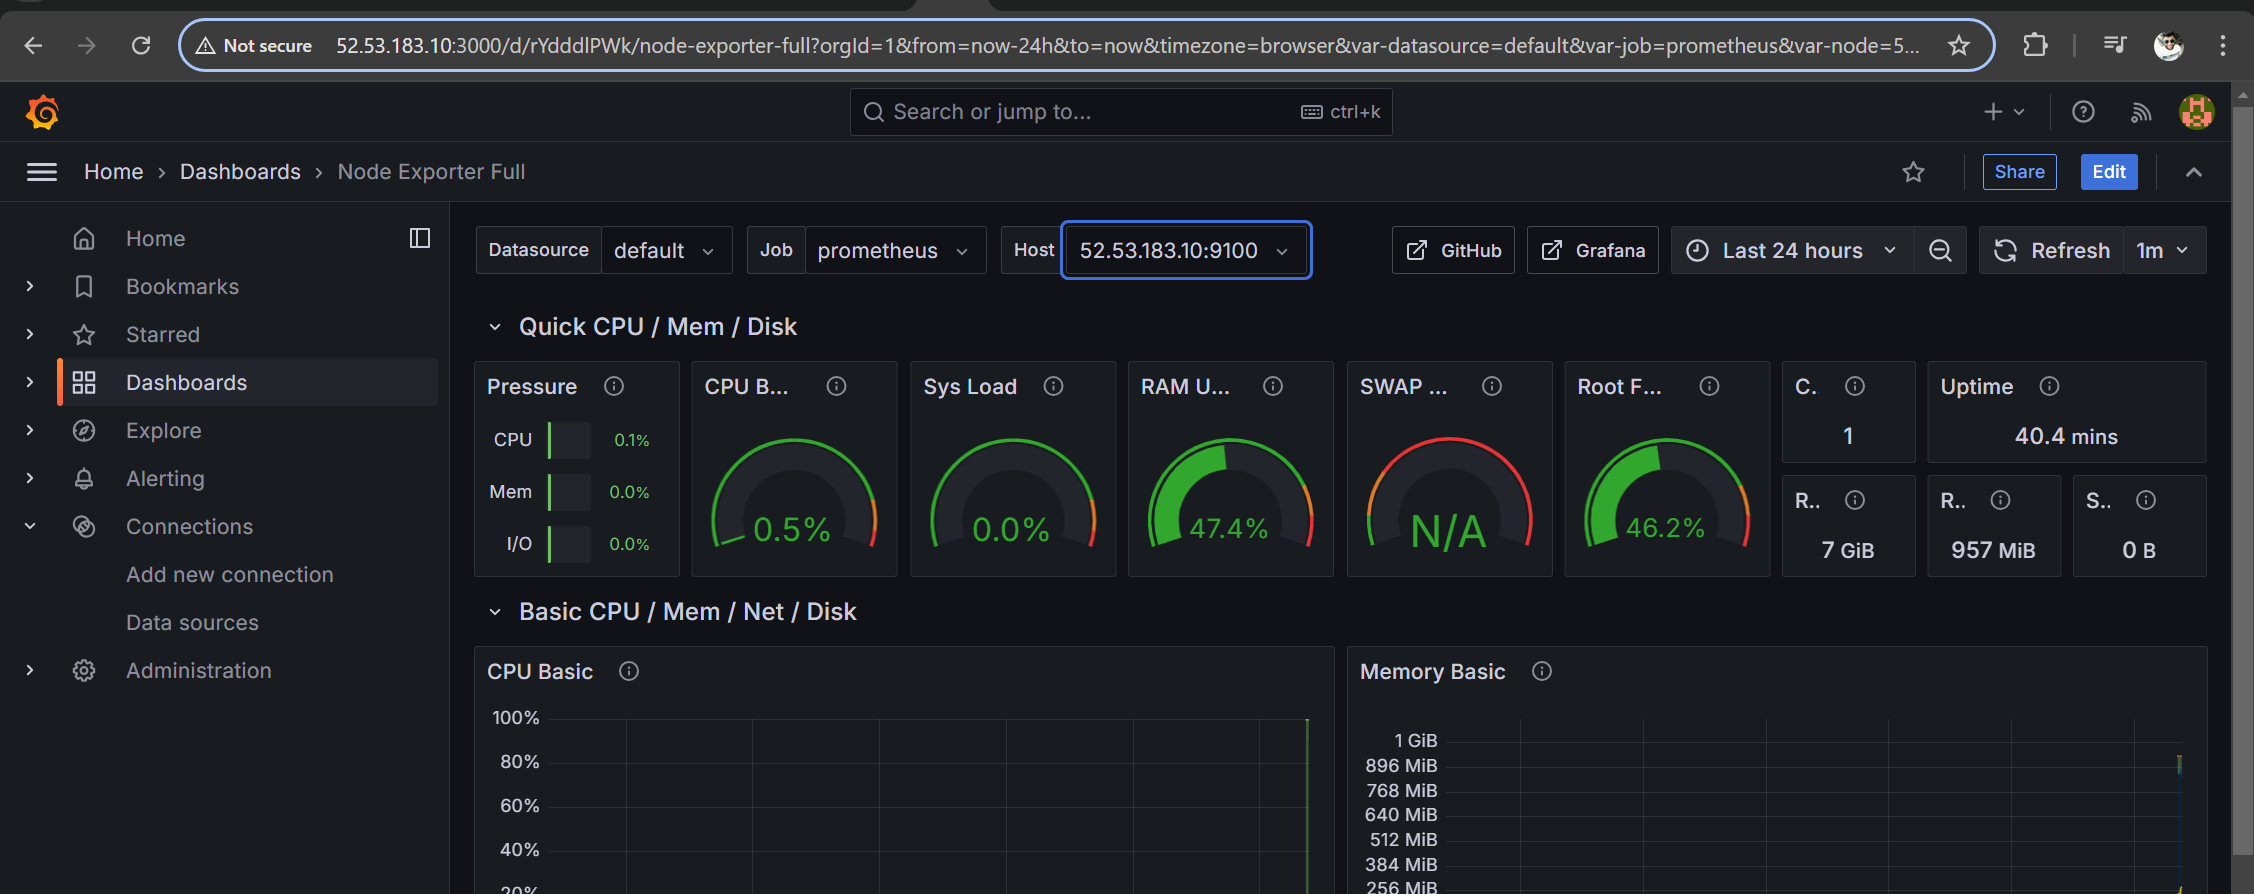 Not secure 52.53.183.10:3000/d/rYdddlPWk/node-exporter-full?orgId=1&from=now-24h&to=now&timezone=browser&var-datasource=default&var-job=prometheus&var-node=5...
Search or jump to... ctrl+k
Home > Dashboards > Node Exporter Full Share Edit
Home
Bookmarks
Starred
Dashboards
Explore
Alerting
Connections
Add new connection
Data sources
Administration
Datasource default Job prometheus Host 52.53.183.10:9100 GitHub Grafana Last 24 hours Refresh 1m
Quick CPU / Mem / Disk
Pressure
CPU 0.1%
Mem 0.0%
I/O 0.0%
CPU B...
0.5%
Sys Load
0.0%
RAM U...
47.4%
SWAP ...
N/A
Root F...
46.2%
C.
1
Uptime
40.4 mins
R..
7 GiB
R..
957 MiB
S..
0 B
Basic CPU / Mem / Net / Disk
CPU Basic
100%
80%
60%
40%
20%
Memory Basic
1 GiB
896 MiB
768 MiB
640 MiB
512 MiB
384 MiB
256 MiB